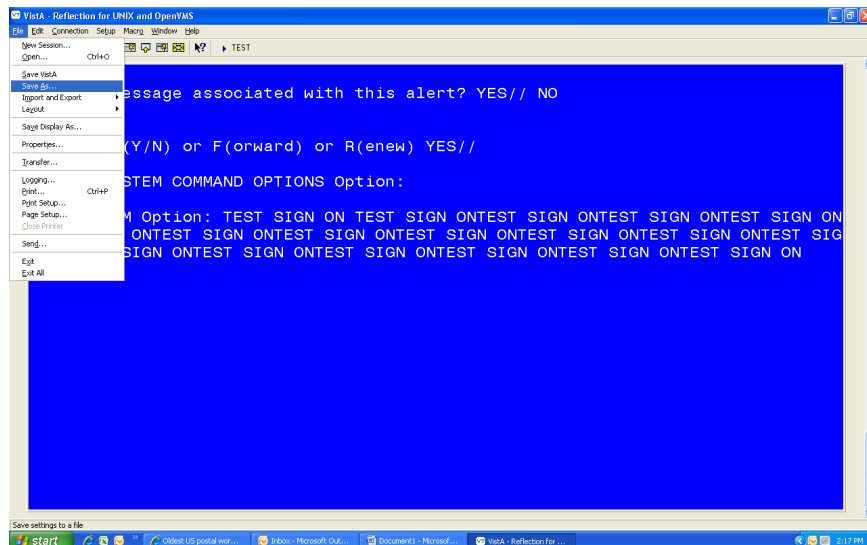 VistA - Reflection for UNIX and OpenVMS
File Edit Connection Setup Macro Window Help
TEST
New Session...
Open... Ctrl+O
Save VistA
Save As...
Import and Export
Layout
Save Display As...
Properties...
Transfer...
Logging...
Print... Ctrl+P
Print Setup...
Page Setup...
Close Printer
Send...
Exit
Exit All
essage associated with this alert? YES// NO
(Y/N) or F(orward) or R(enew) YES//
STEM COMMAND OPTIONS Option:
M Option: TEST SIGN ON TEST SIGN ONTEST SIGN ONTEST SIGN ONTEST SIGN ON
ONTEST SIGN ONTEST SIGN ONTEST SIGN ONTEST SIGN ONTEST SIGN ONTEST SIG
SIGN ONTEST SIGN ONTEST SIGN ONTEST SIGN ONTEST SIGN ONTEST SIGN ON
Save settings to a file
start
Oldest US postal wor...
Inbox - Microsoft Out...
Document1 - Microsof...
VistA - Reflection for ...
2:17 PM